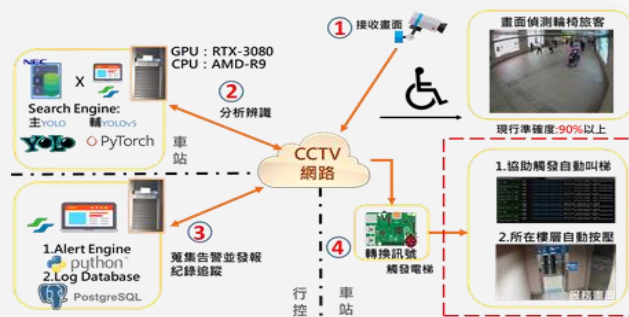 GPU：RTX-3080
CPU：AMD-R9
NEC
X
Search Engine:
主YOLO 輔YOLOv5
YOLO PyTorch
① 接收畫面
② 分析辨識
車站
畫面偵測輪椅旅客
現行準確度:90%以上
CCTV
網路
1.Alert Engine
python™
2.Log Database
PostgreSQL
③
蒐集告警並發報
紀錄追蹤
行控
車站
④ 轉換訊號
觸發電梯
1.協助觸發自動叫梯
2.所在樓層自動按壓